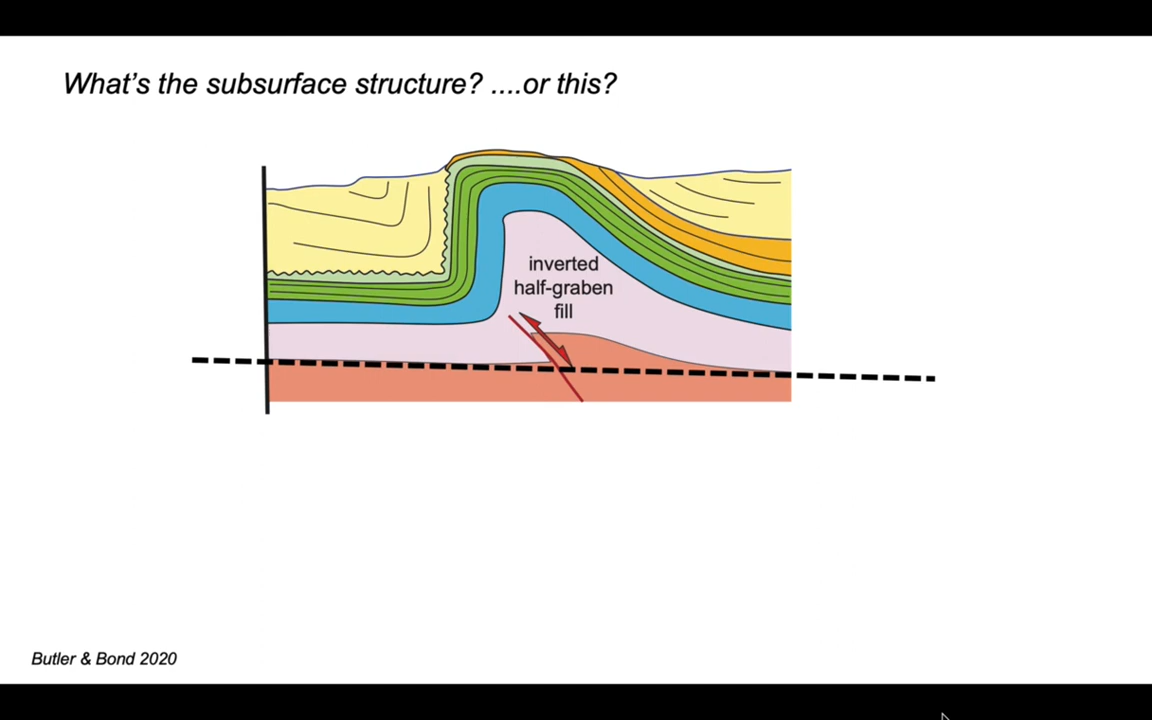 What’s the subsurface structure? ....or this?
inverted
half-graben
fill
Butler & Bond 2020